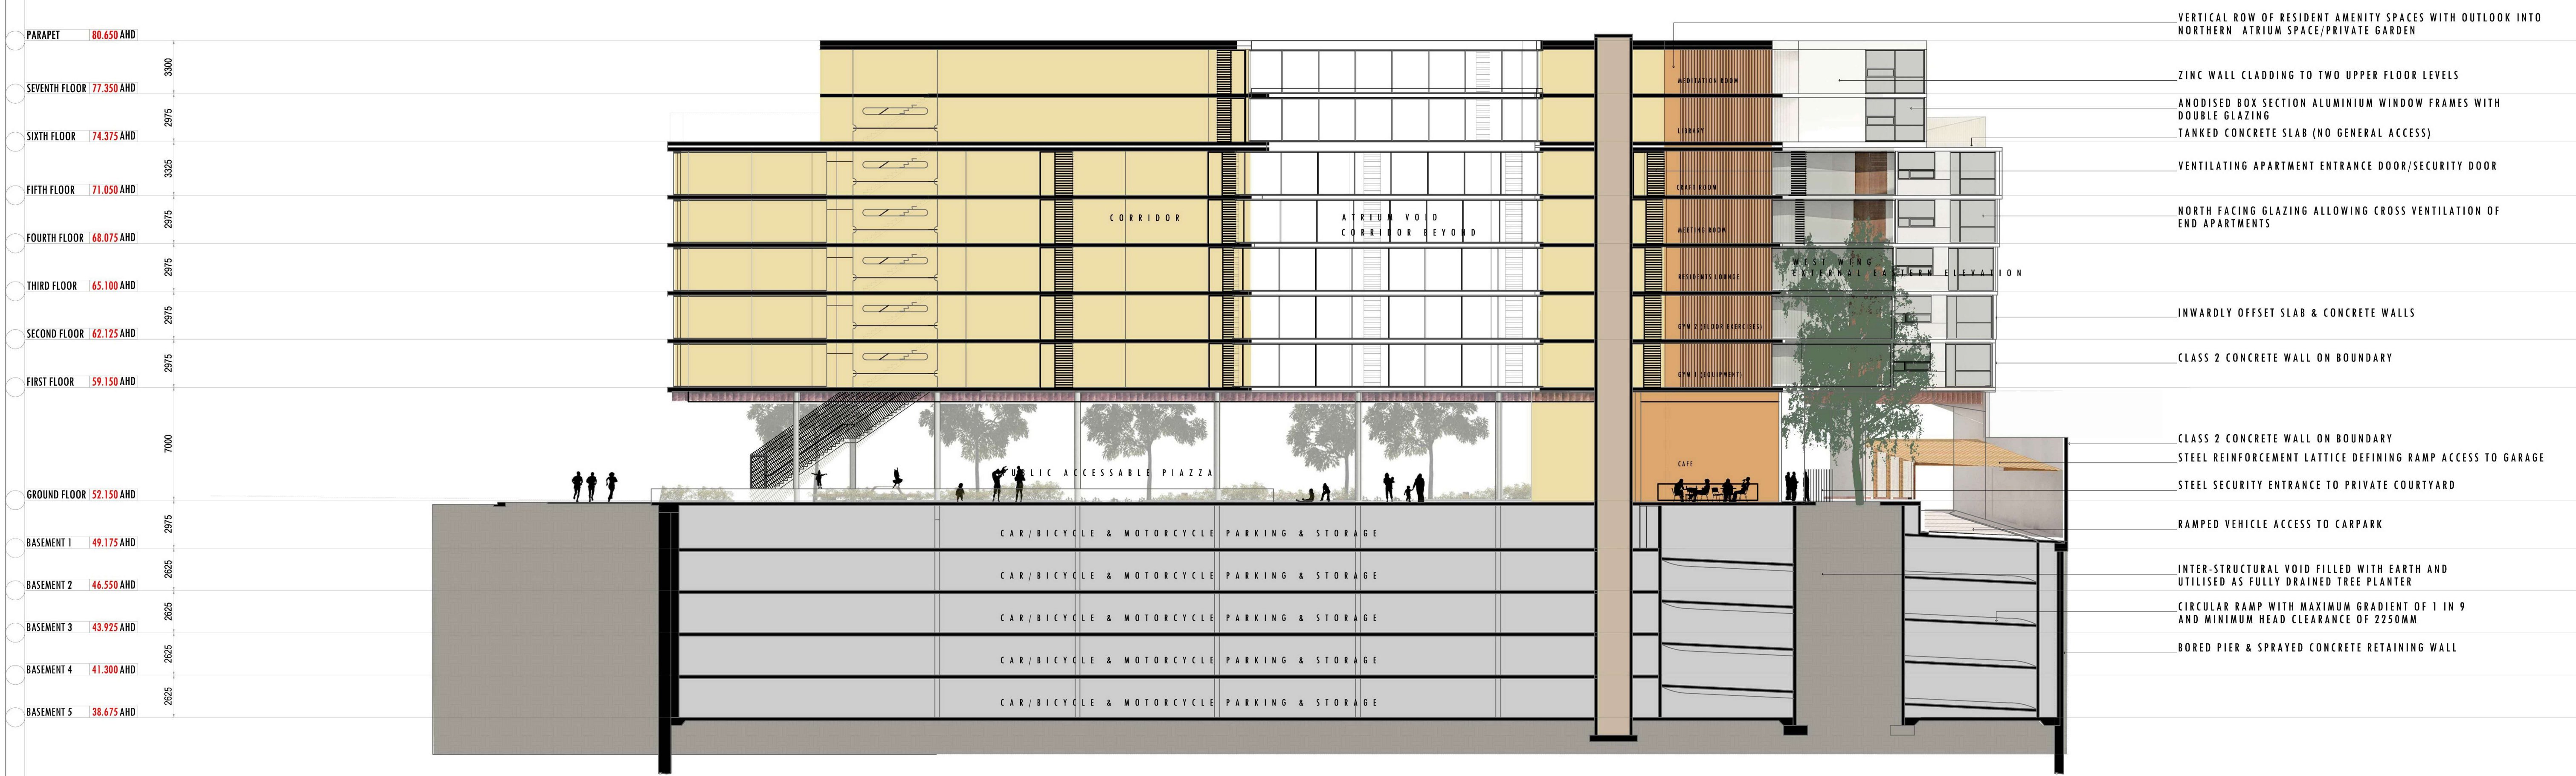 PARAPET 80.650 AHD
3300
SEVENTH FLOOR 77.350 AHD
2975
SIXTH FLOOR 74.375 AHD
3325
FIFTH FLOOR 71.050 AHD
2975
FOURTH FLOOR 68.075 AHD
2975
THIRD FLOOR 65.100 AHD
2975
SECOND FLOOR 62.125 AHD
2975
FIRST FLOOR 59.150 AHD
7000
GROUND FLOOR 52.150 AHD
2975
BASEMENT 1 49.175 AHD
2625
BASEMENT 2 46.550 AHD
2625
BASEMENT 3 43.925 AHD
2625
BASEMENT 4 41.300 AHD
2625
BASEMENT 5 38.675 AHD
CORRIDOR
ATRIUM VOID
CORRIDOR BEYOND
MEDITATION ROOM
LIBRARY
CRAFT ROOM
MEETING ROOM
RESIDENTS LOUNGE
GYM 2 (FLOOR EXERCISES)
GYM 1 (EQUIPMENT)
CAFE
WEST WING
EXTERNAL EASTERN ELEVATION
PUBLIC ACCESSABLE PIAZZA
CAR/BICYCLE & MOTORCYCLE PARKING & STORAGE
CAR/BICYCLE & MOTORCYCLE PARKING & STORAGE
CAR/BICYCLE & MOTORCYCLE PARKING & STORAGE
CAR/BICYCLE & MOTORCYCLE PARKING & STORAGE
CAR/BICYCLE & MOTORCYCLE PARKING & STORAGE
VERTICAL ROW OF RESIDENT AMENITY SPACES WITH OUTLOOK INTO
NORTHERN ATRIUM SPACE/PRIVATE GARDEN
ZINC WALL CLADDING TO TWO UPPER FLOOR LEVELS
ANODISED BOX SECTION ALUMINIUM WINDOW FRAMES WITH
DOUBLE GLAZING
TANKED CONCRETE SLAB (NO GENERAL ACCESS)
VENTILATING APARTMENT ENTRANCE DOOR/SECURITY DOOR
NORTH FACING GLAZING ALLOWING CROSS VENTILATION OF
END APARTMENTS
INWARDLY OFFSET SLAB & CONCRETE WALLS
CLASS 2 CONCRETE WALL ON BOUNDARY
CLASS 2 CONCRETE WALL ON BOUNDARY
STEEL REINFORCEMENT LATTICE DEFINING RAMP ACCESS TO GARAGE
STEEL SECURITY ENTRANCE TO PRIVATE COURTYARD
RAMPED VEHICLE ACCESS TO CARPARK
INTER-STRUCTURAL VOID FILLED WITH EARTH AND
UTILISED AS FULLY DRAINED TREE PLANTER
CIRCULAR RAMP WITH MAXIMUM GRADIENT OF 1 IN 9
AND MINIMUM HEAD CLEARANCE OF 2250MM
BORED PIER & SPRAYED CONCRETE RETAINING WALL